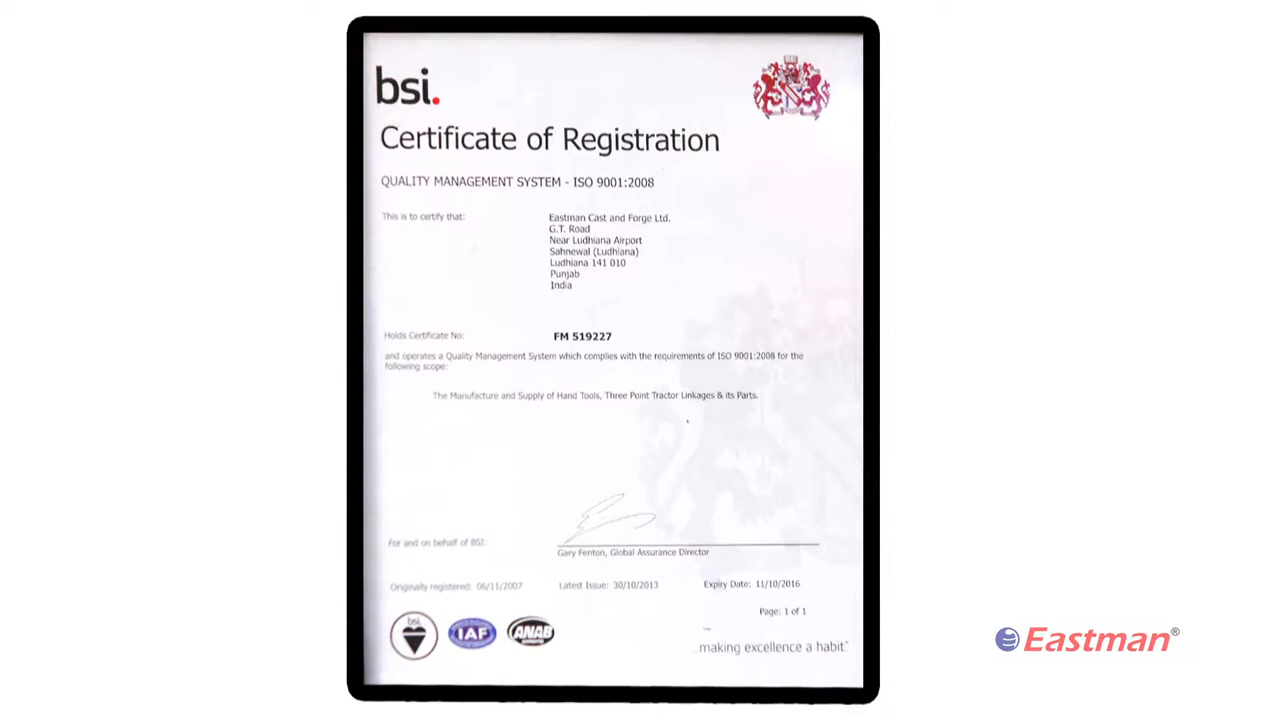 bsi.
Certificate of Registration
QUALITY MANAGEMENT SYSTEM - ISO 9001:2008
This is to certify that:
Eastman Cast and Forge Ltd.
G.T. Road
Near Ludhiana Airport
Sahnewal (Ludhiana)
Ludhiana 141 010
Punjab
India
Holds Certificate No: FM 519227
and operates a Quality Management System which complies with the requirements of ISO 9001:2008 for the
following scope:
The Manufacture and Supply of Hand Tools, Three Point Tractor Linkages & its Parts.
For and on behalf of BSI:
Gary Fenton, Global Assurance Director
Originally registered: 06/11/2007 Latest Issue: 30/10/2013 Expiry Date: 11/10/2016
Page: 1 of 1
bsi. IAF ANAB
...making excellence a habit.™
Eastman®